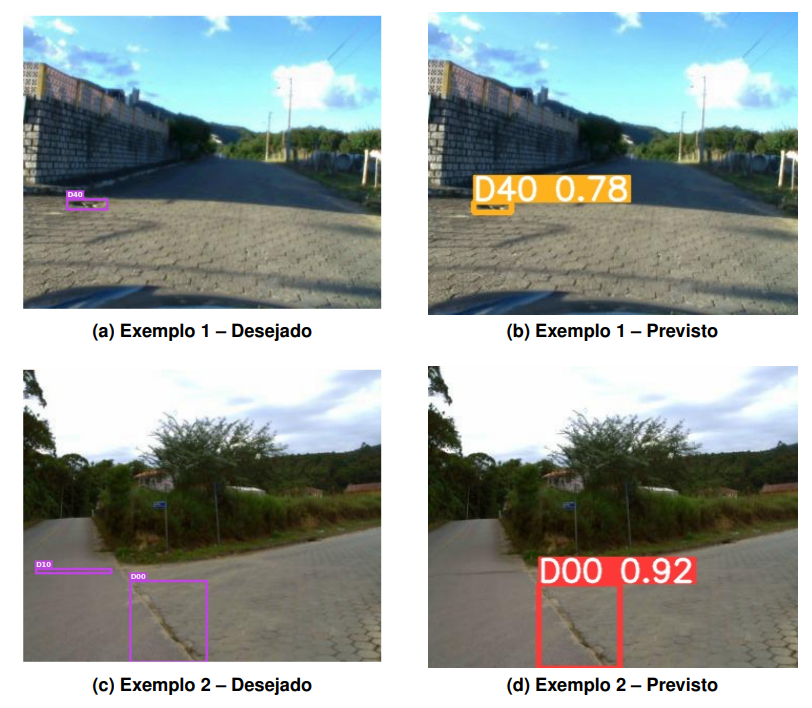 D40
D40 0.78
(a) Exemplo 1 – Desejado
(b) Exemplo 1 – Previsto
D10
D00
D00 0.92
(c) Exemplo 2 – Desejado
(d) Exemplo 2 – Previsto